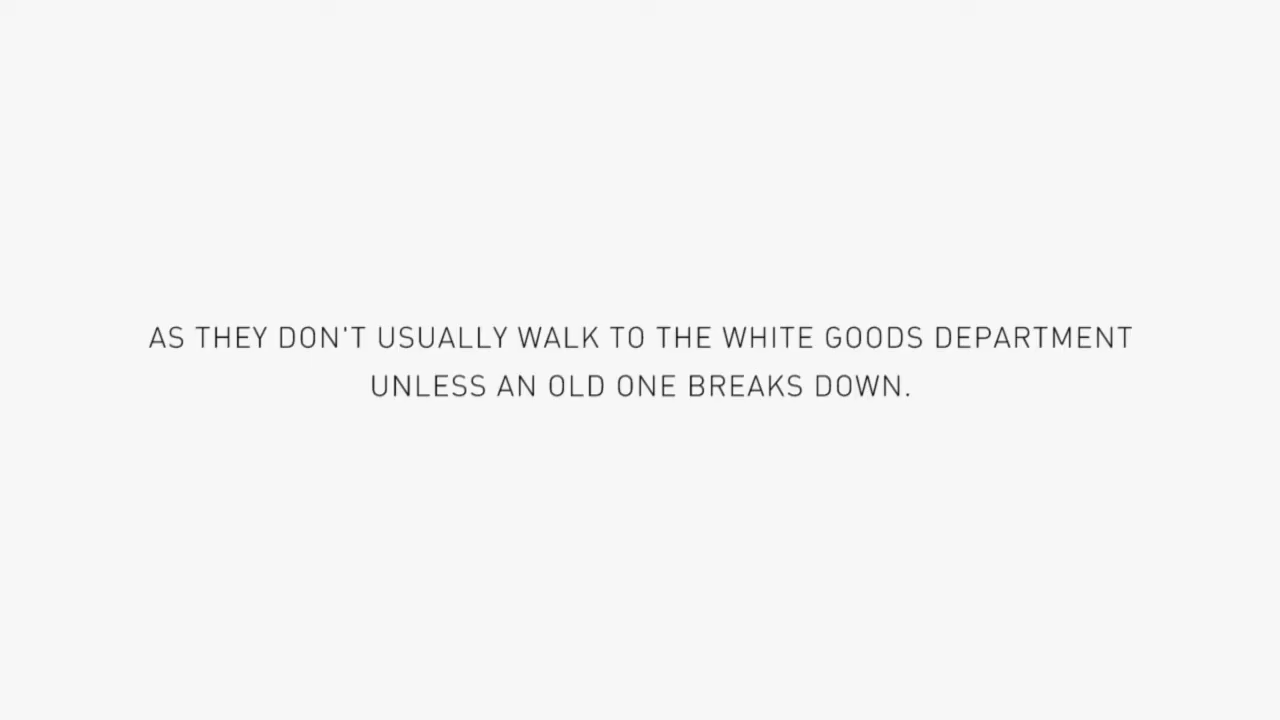 AS THEY DON'T USUALLY WALK TO THE WHITE GOODS DEPARTMENT
UNLESS AN OLD ONE BREAKS DOWN.